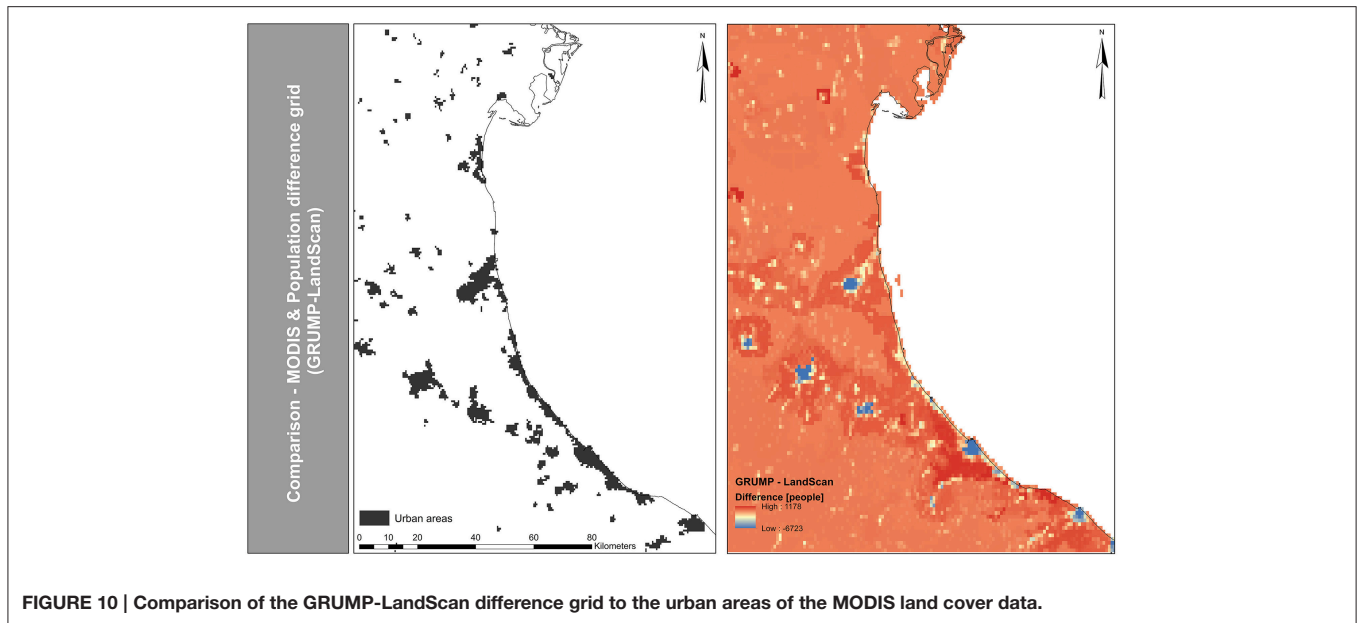 Comparison - MODIS & Population difference grid
(GRUMP-LandScan)
N
Urban areas
0 10 20 40 60 80
Kilometers
N
GRUMP - LandScan
Difference [people]
High : 1178
Low : -6723
FIGURE 10 | Comparison of the GRUMP-LandScan difference grid to the urban areas of the MODIS land cover data.